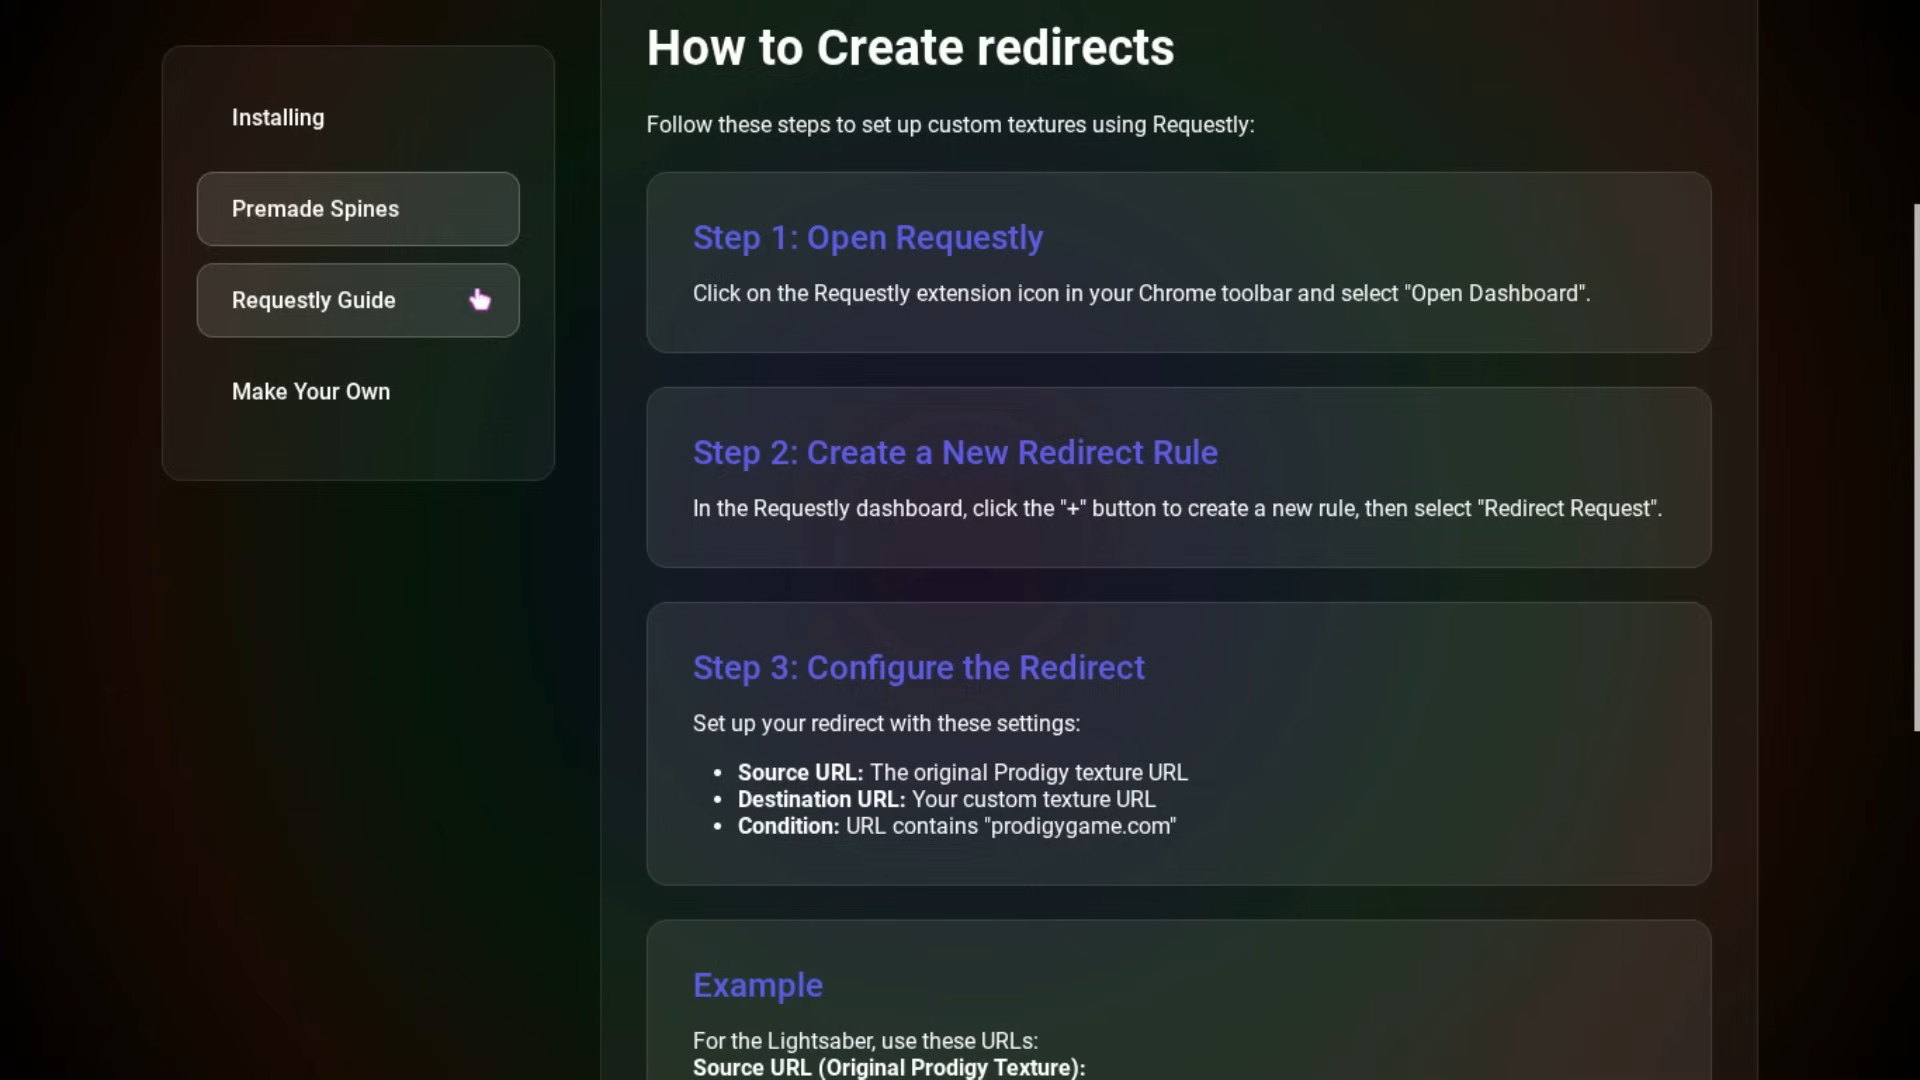 Installing
Premade Spines
Requestly Guide
Make Your Own
How to Create redirects
Follow these steps to set up custom textures using Requestly:
Step 1: Open Requestly
Click on the Requestly extension icon in your Chrome toolbar and select "Open Dashboard".
Step 2: Create a New Redirect Rule
In the Requestly dashboard, click the "+" button to create a new rule, then select "Redirect Request".
Step 3: Configure the Redirect
Set up your redirect with these settings:
• Source URL: The original Prodigy texture URL
• Destination URL: Your custom texture URL
• Condition: URL contains "prodigygame.com"
Example
For the Lightsaber, use these URLs:
Source URL (Original Prodigy Texture):